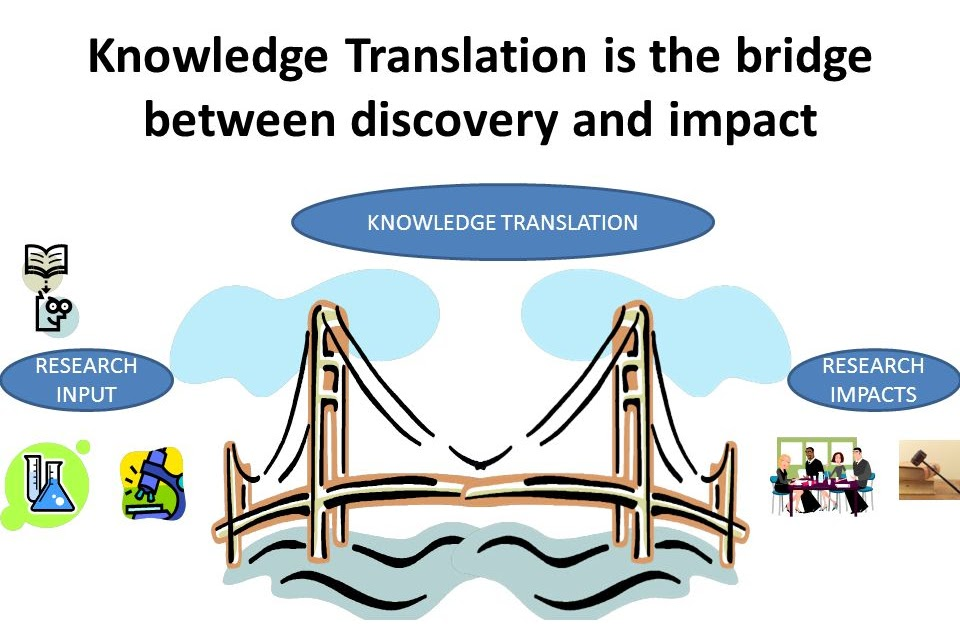 Knowledge Translation is the bridge
between discovery and impact
KNOWLEDGE TRANSLATION
RESEARCH
INPUT
RESEARCH
IMPACTS